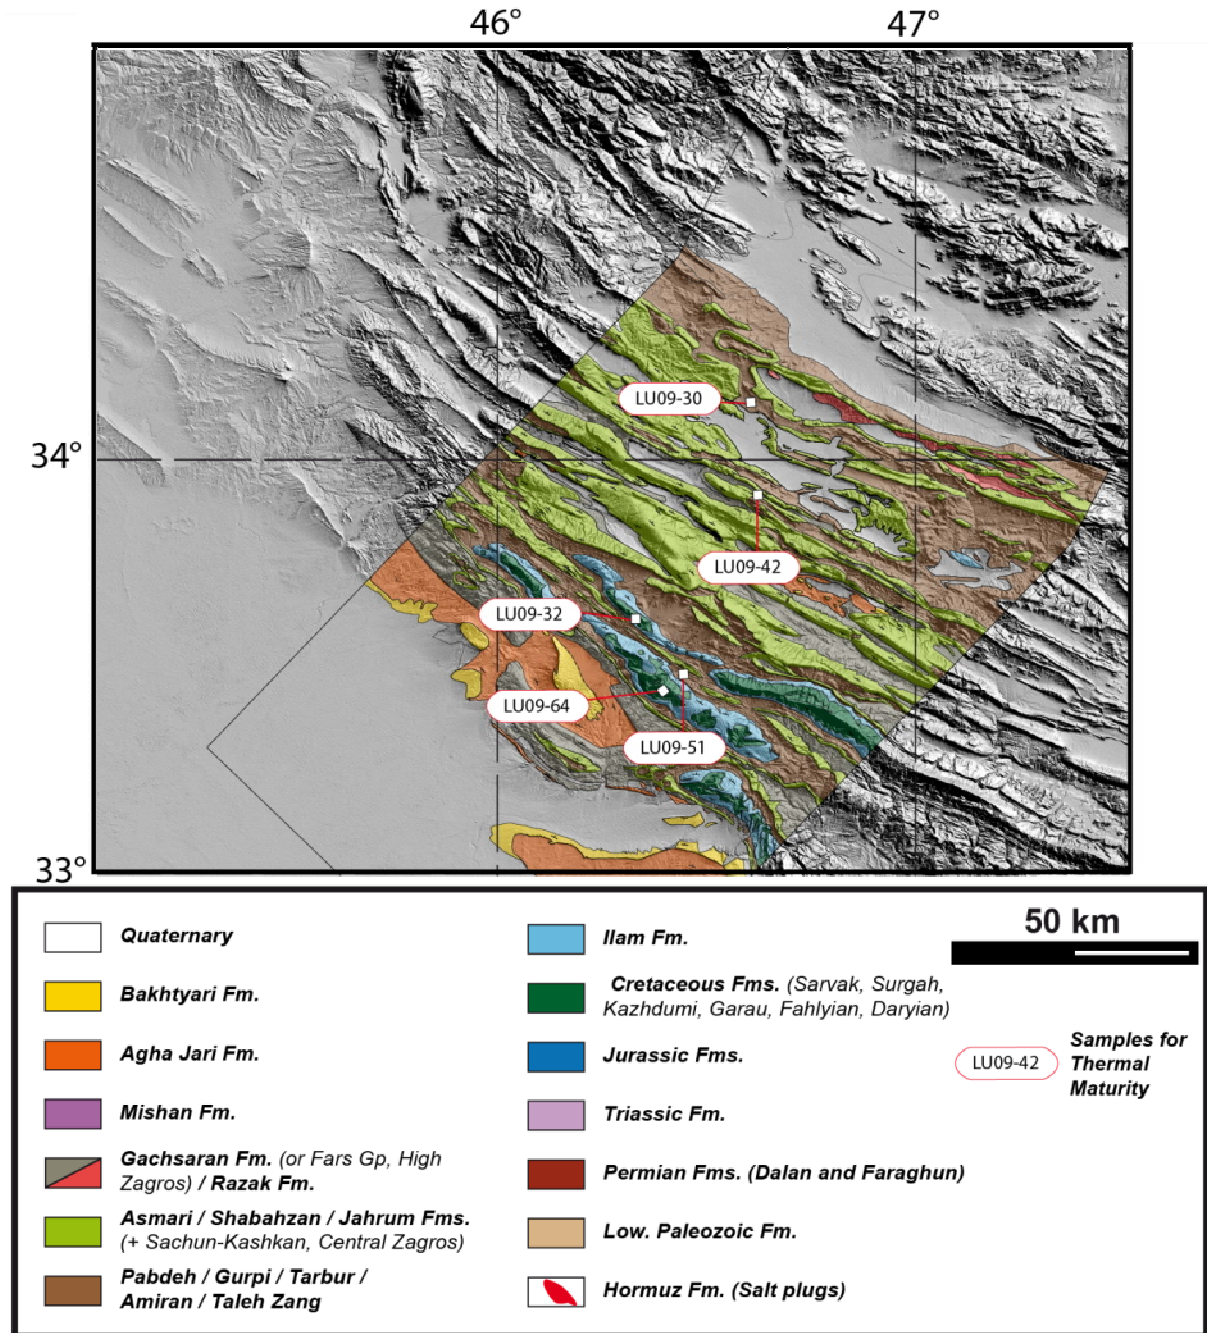 46° 47°
34°
33°
LU09-30
LU09-42
LU09-32
LU09-64
LU09-51
Quaternary
Bakhtyari Fm.
Agha Jari Fm.
Mishan Fm.
Gachsaran Fm. (or Fars Gp, High
Zagros) / Razak Fm.
Asmari / Shabahzan / Jahrum Fms.
(+ Sachun-Kashkan, Central Zagros)
Pabdeh / Gurpi / Tarbur /
Amiran / Taleh Zang
Ilam Fm.
Cretaceous Fms. (Sarvak, Surgah,
Kazhdumi, Garau, Fahlyian, Daryian)
Jurassic Fms.
Triassic Fm.
Permian Fms. (Dalan and Faraghun)
Low. Paleozoic Fm.
Hormuz Fm. (Salt plugs)
50 km
LU09-42
Samples for
Thermal
Maturity